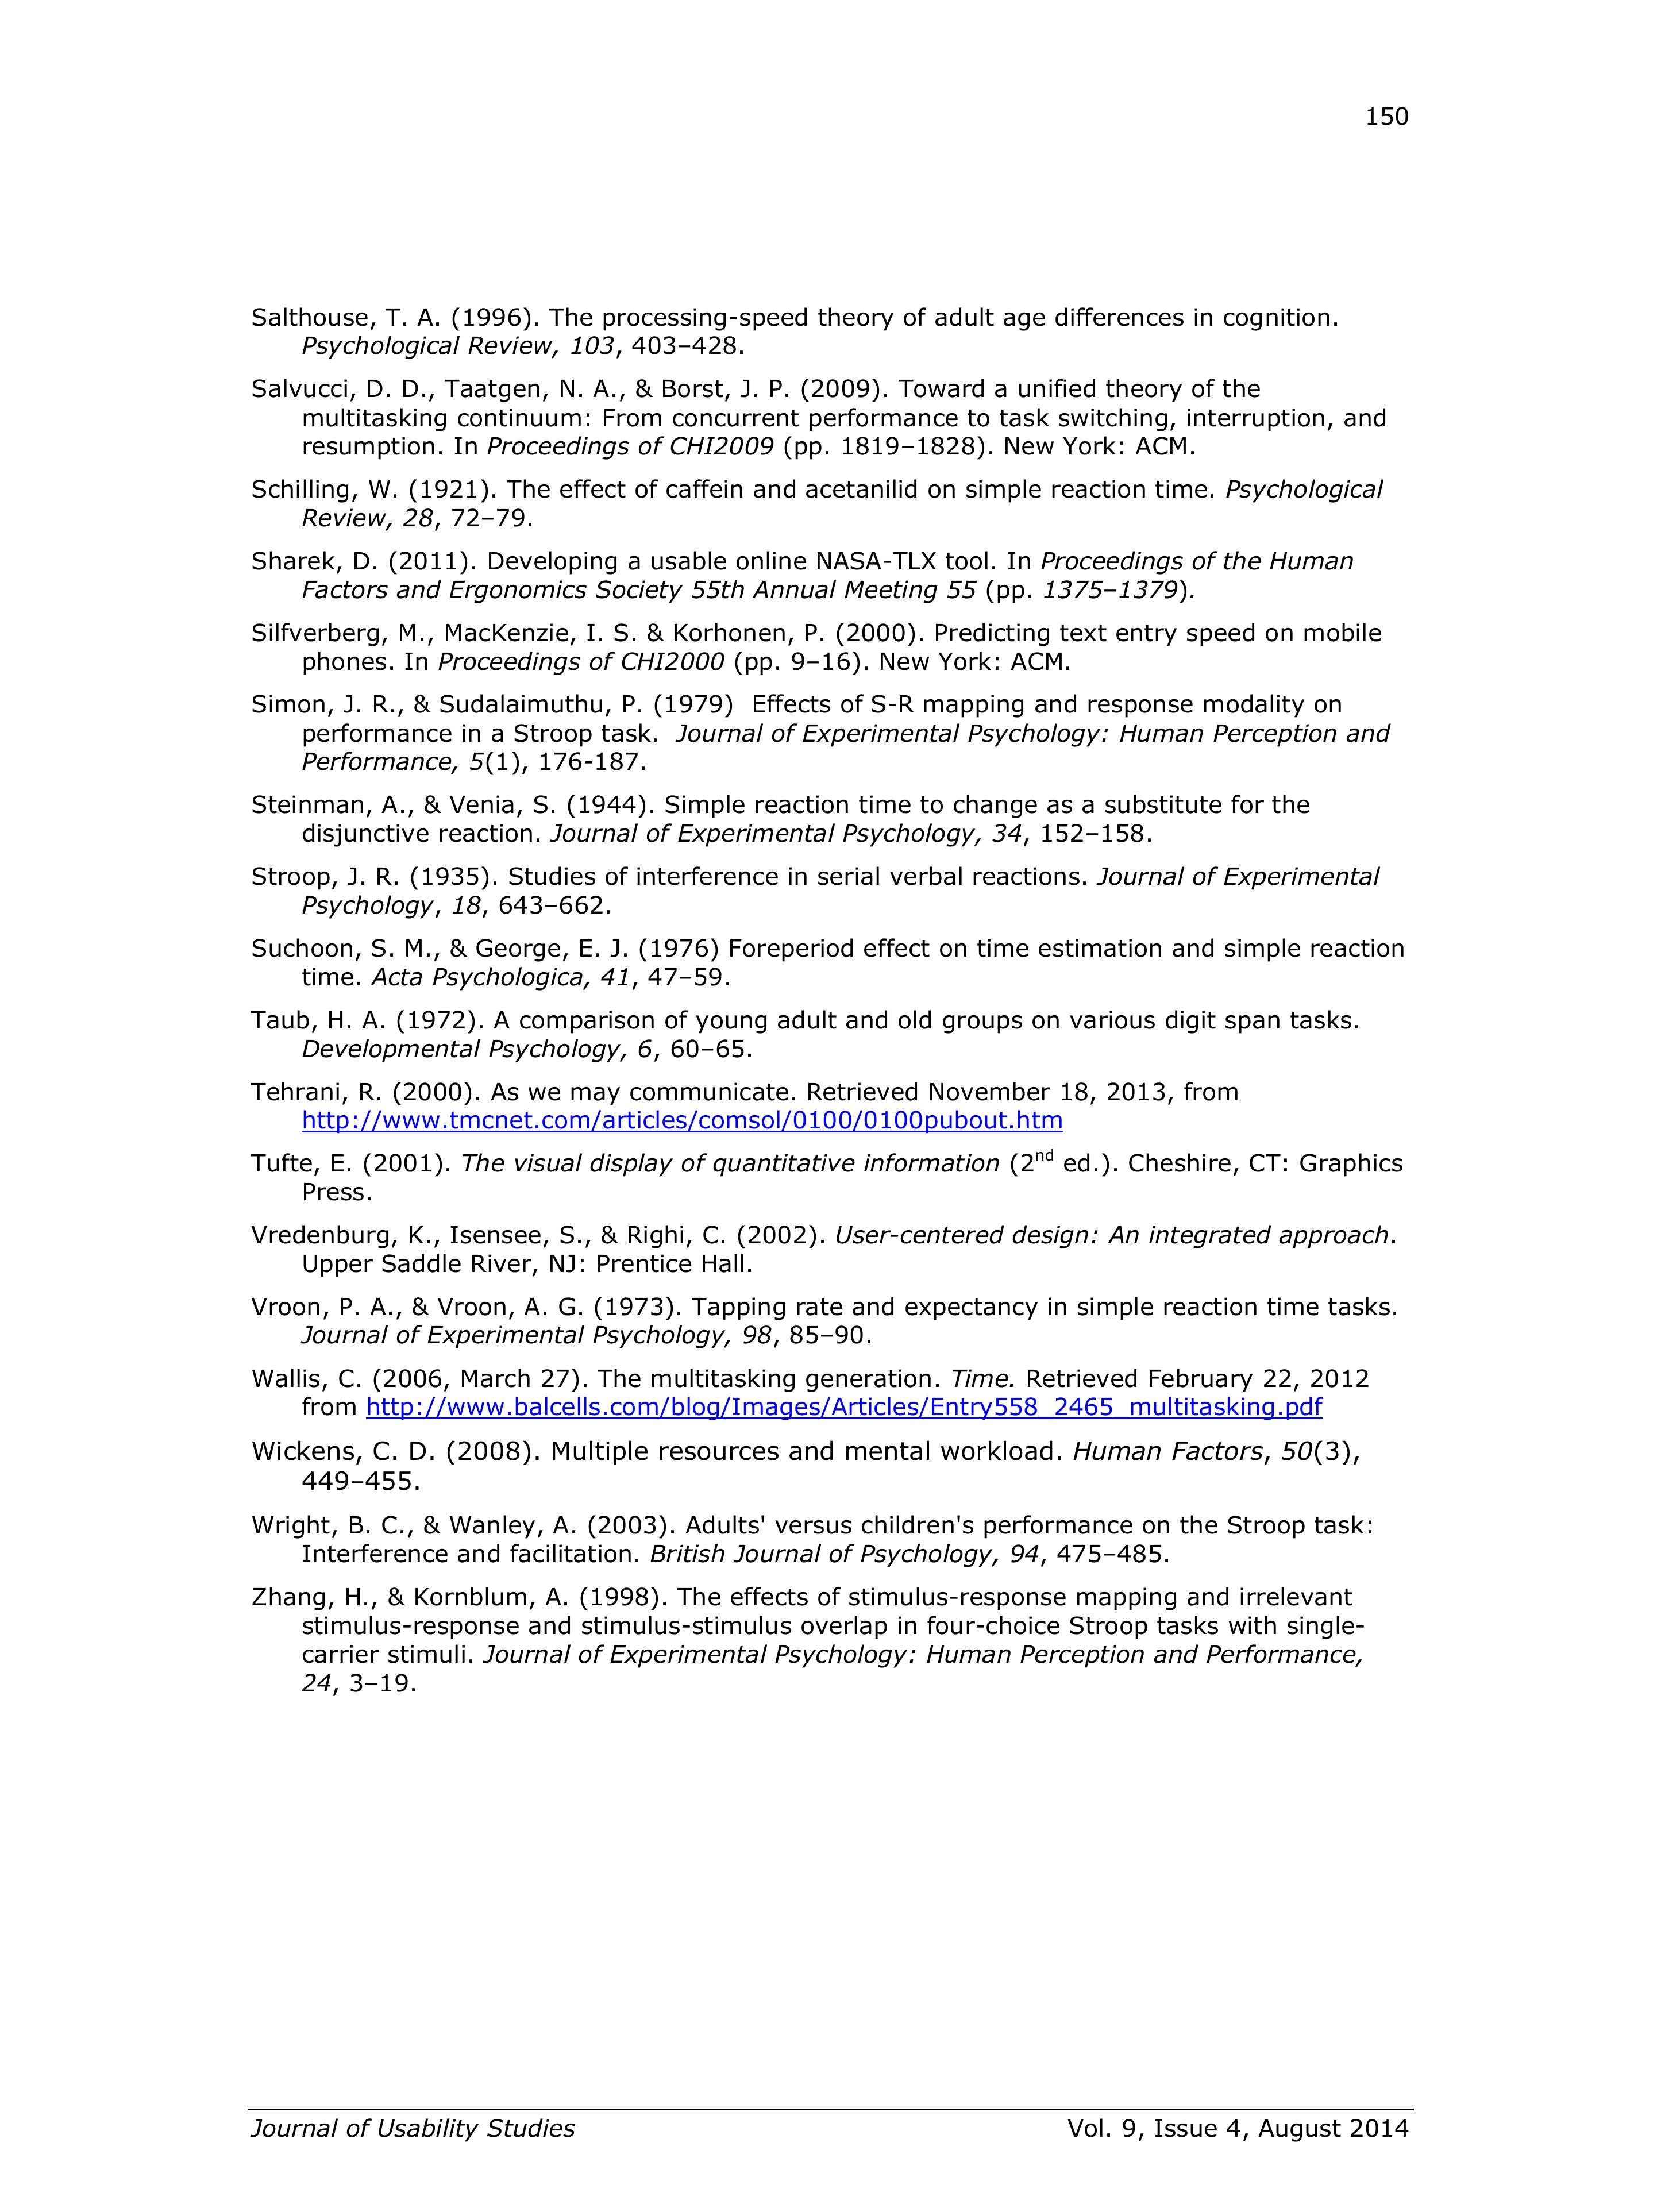 150
Salthouse, T. A. (1996). The processing-speed theory of adult age differences in cognition.
Psychological Review, 103, 403–428.
Salvucci, D. D., Taatgen, N. A., & Borst, J. P. (2009). Toward a unified theory of the
multitasking continuum: From concurrent performance to task switching, interruption, and
resumption. In Proceedings of CHI2009 (pp. 1819–1828). New York: ACM.
Schilling, W. (1921). The effect of caffein and acetanilid on simple reaction time. Psychological
Review, 28, 72–79.
Sharek, D. (2011). Developing a usable online NASA-TLX tool. In Proceedings of the Human
Factors and Ergonomics Society 55th Annual Meeting 55 (pp. 1375–1379).
Silfverberg, M., MacKenzie, I. S. & Korhonen, P. (2000). Predicting text entry speed on mobile
phones. In Proceedings of CHI2000 (pp. 9–16). New York: ACM.
Simon, J. R., & Sudalaimuthu, P. (1979)  Effects of S-R mapping and response modality on
performance in a Stroop task.  Journal of Experimental Psychology: Human Perception and
Performance, 5(1), 176-187.
Steinman, A., & Venia, S. (1944). Simple reaction time to change as a substitute for the
disjunctive reaction. Journal of Experimental Psychology, 34, 152–158.
Stroop, J. R. (1935). Studies of interference in serial verbal reactions. Journal of Experimental
Psychology, 18, 643–662.
Suchoon, S. M., & George, E. J. (1976) Foreperiod effect on time estimation and simple reaction
time. Acta Psychologica, 41, 47–59.
Taub, H. A. (1972). A comparison of young adult and old groups on various digit span tasks.
Developmental Psychology, 6, 60–65.
Tehrani, R. (2000). As we may communicate. Retrieved November 18, 2013, from
http://www.tmcnet.com/articles/comsol/0100/0100pubout.htm
Tufte, E. (2001). The visual display of quantitative information (2nd ed.). Cheshire, CT: Graphics
Press.
Vredenburg, K., Isensee, S., & Righi, C. (2002). User-centered design: An integrated approach.
Upper Saddle River, NJ: Prentice Hall.
Vroon, P. A., & Vroon, A. G. (1973). Tapping rate and expectancy in simple reaction time tasks.
Journal of Experimental Psychology, 98, 85–90.
Wallis, C. (2006, March 27). The multitasking generation. Time. Retrieved February 22, 2012
from http://www.balcells.com/blog/Images/Articles/Entry558_2465_multitasking.pdf
Wickens, C. D. (2008). Multiple resources and mental workload. Human Factors, 50(3),
449–455.
Wright, B. C., & Wanley, A. (2003). Adults' versus children's performance on the Stroop task:
Interference and facilitation. British Journal of Psychology, 94, 475–485.
Zhang, H., & Kornblum, A. (1998). The effects of stimulus-response mapping and irrelevant
stimulus-response and stimulus-stimulus overlap in four-choice Stroop tasks with single-
carrier stimuli. Journal of Experimental Psychology: Human Perception and Performance,
24, 3–19.
Journal of Usability Studies
Vol. 9, Issue 4, August 2014